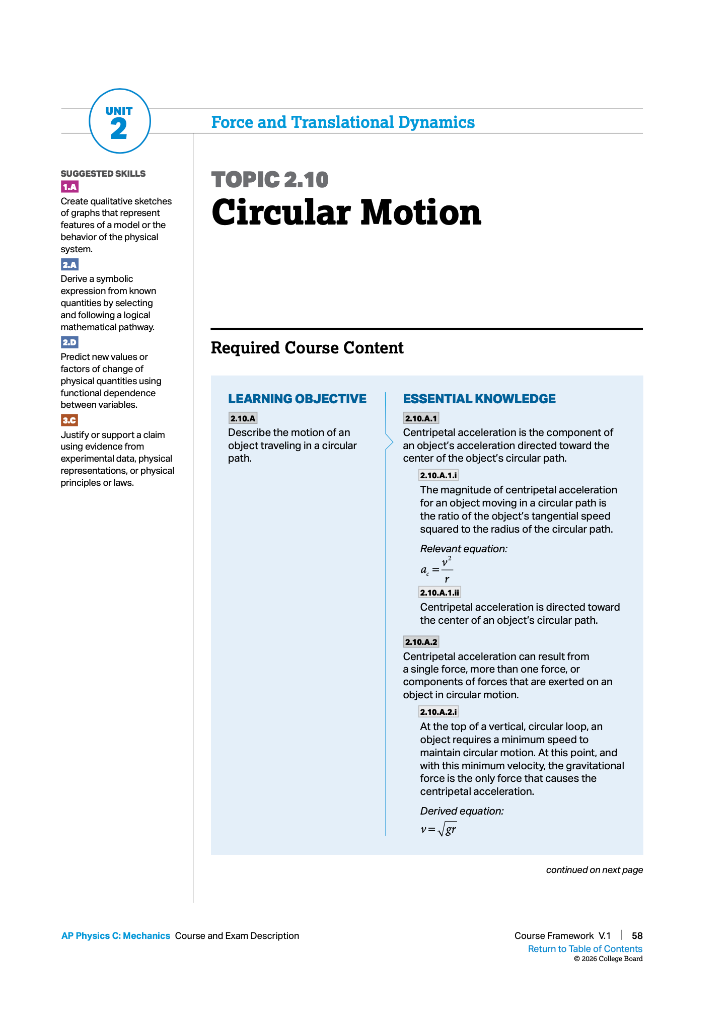 UNIT
2
Force and Translational Dynamics
SUGGESTED SKILLS
1.A
Create qualitative sketches
of graphs that represent
features of a model or the
behavior of the physical
system.
2.A
Derive a symbolic
expression from known
quantities by selecting
and following a logical
mathematical pathway.
2.D
Predict new values or
factors of change of
physical quantities using
functional dependence
between variables.
3.C
Justify or support a claim
using evidence from
experimental data, physical
representations, or physical
principles or laws.
TOPIC 2.10
Circular Motion
Required Course Content
LEARNING OBJECTIVE
2.10.A
Describe the motion of an
object traveling in a circular
path.
ESSENTIAL KNOWLEDGE
2.10.A.1
Centripetal acceleration is the component of
an object's acceleration directed toward the
center of the object's circular path.
2.10.A.1.i
The magnitude of centripetal acceleration
for an object moving in a circular path is
the ratio of the object's tangential speed
squared to the radius of the circular path.
Relevant equation:
a_c = v²/r
2.10.A.1.ii
Centripetal acceleration is directed toward
the center of an object's circular path.
2.10.A.2
Centripetal acceleration can result from
a single force, more than one force, or
components of forces that are exerted on an
object in circular motion.
2.10.A.2.i
At the top of a vertical, circular loop, an
object requires a minimum speed to
maintain circular motion. At this point, and
with this minimum velocity, the gravitational
force is the only force that causes the
centripetal acceleration.
Derived equation:
v = √gr
continued on next page
AP Physics C: Mechanics Course and Exam Description
Course Framework V.1 | 58
Return to Table of Contents
© 2026 College Board